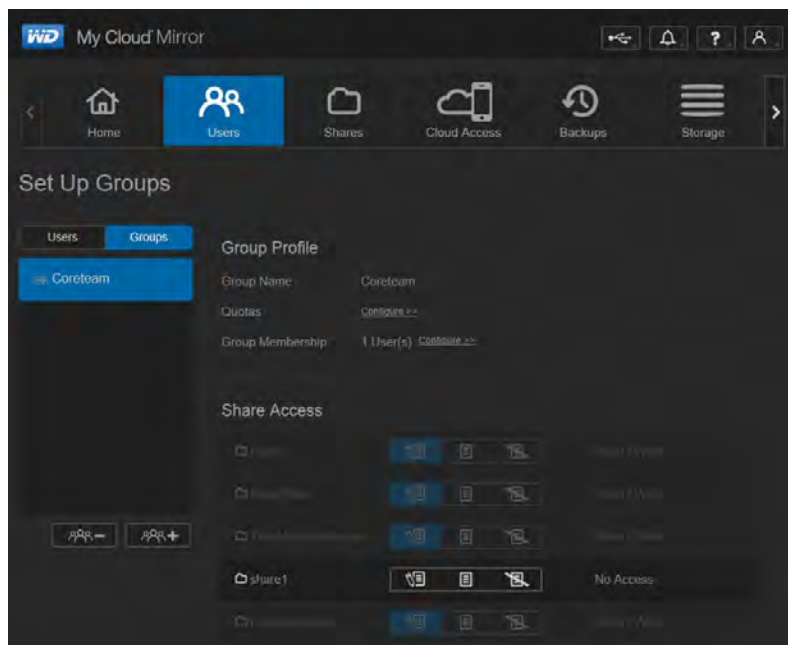 WD My Cloud Mirror
?
Home Users Shares Cloud Access Backups Storage
Set Up Groups
Users Groups
Coreteam
Group Profile
Group Name Coreteam
Quotas Configure >>
Group Membership 1 User(s) Configure >>
Share Access
share1 No Access